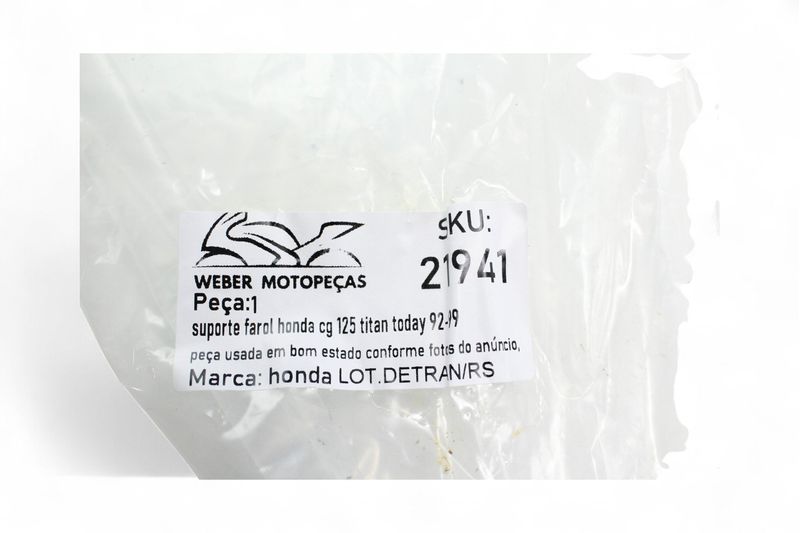 SKU:
21941
WEBER MOTOPEÇAS
Peça:1
suporte farol honda cg 125 titan today 92-99
peça usada em bom estado conforme fotos do anúncio,
Marca: honda LOT.DETRAN/RS